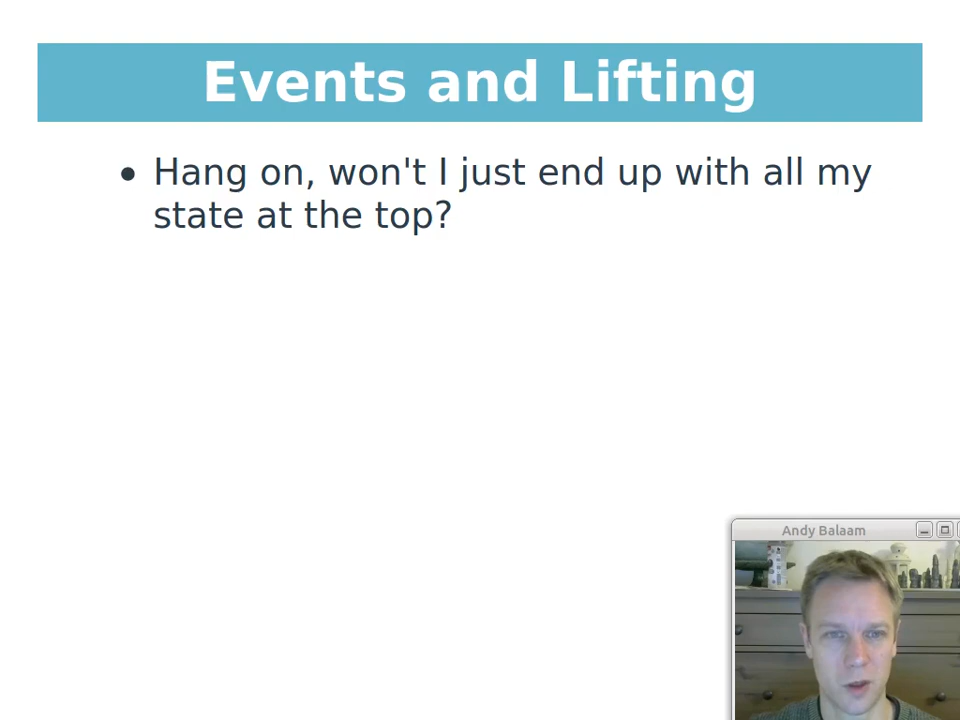 Events and Lifting
● Hang on, won't I just end up with all my
state at the top?
Andy Balaam